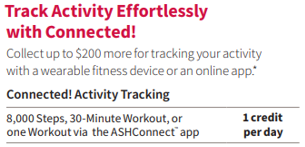 Track Activity Effortlessly
with Connected!
Collect up to $200 more for tracking your activity
with a wearable fitness device or an online app.*
Connected! Activity Tracking
8,000 Steps, 30-Minute Workout, or 1 credit
one Workout via the ASHConnect™ app per day